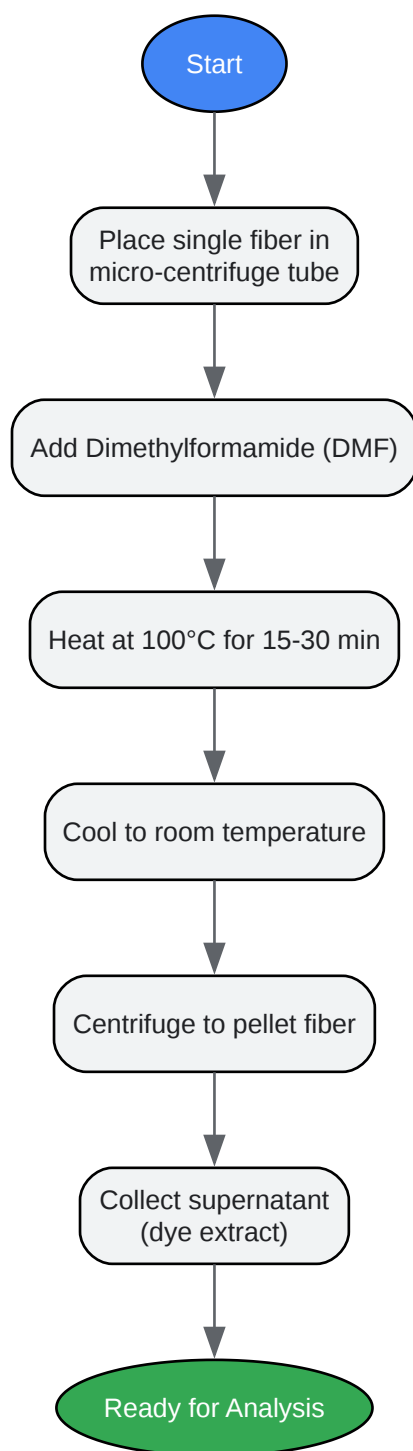 Start
Place single fiber in
micro-centrifuge tube
Add Dimethylformamide (DMF)
Heat at 100°C for 15-30 min
Cool to room temperature
Centrifuge to pellet fiber
Collect supernatant
(dye extract)
Ready for Analysis